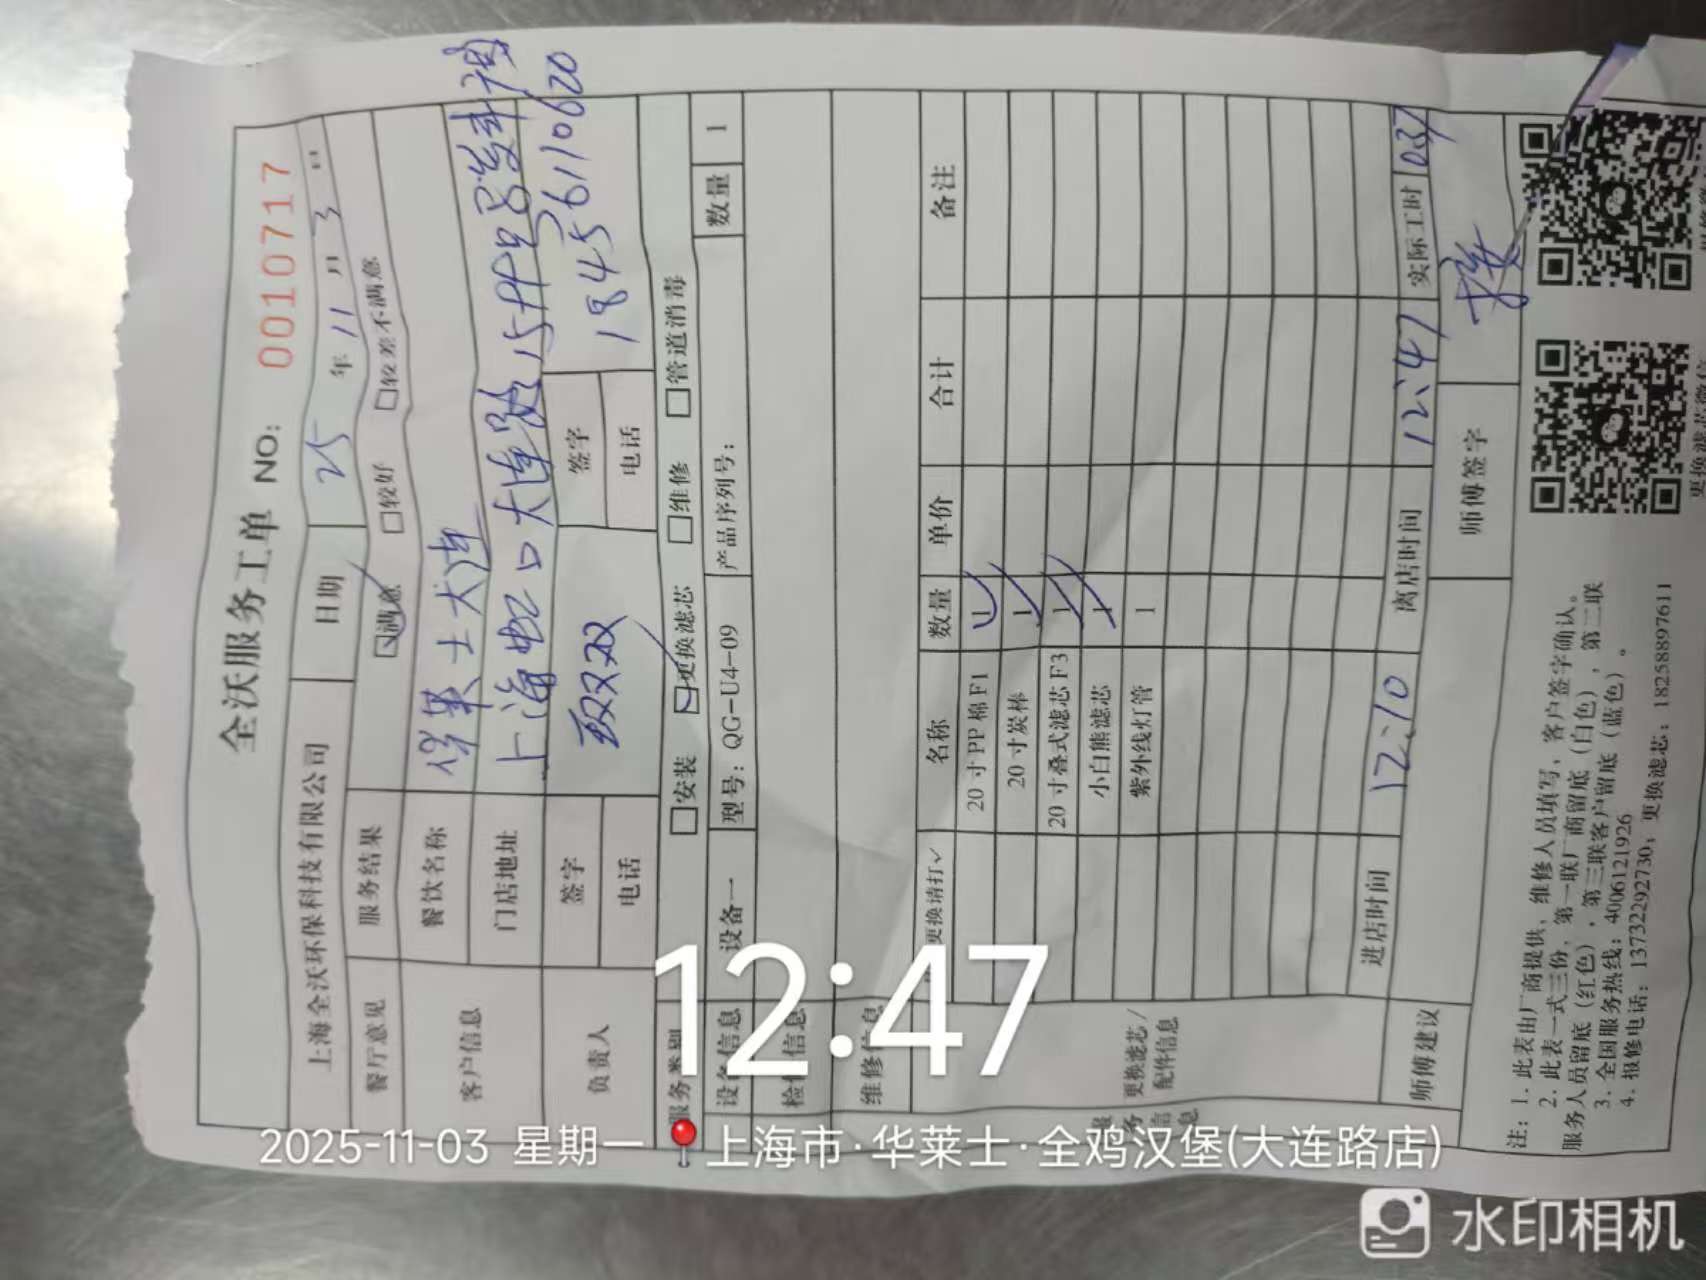 全沃服务工单 NO: 0010717
上海全沃环保科技有限公司 日期 25 年 11 月 3 日
餐厅意见 服务结果 ☑满意 □较好 □较差不满意
客户信息 餐饮名称 华莱士大连
门店地址 上海虹口大连路
负责人 签字 双双 签字
电话 电话 18456110620
服务类别 □安装 ☑更换滤芯 □维修 □管道消毒
设备信息 设备一 型号：QG-U4-09 产品序列号： 数量 1
检修信息
维修信息
服务信息
更换滤芯/配件信息
更换请打✓ 名称 数量 单价 合计 备注
20寸PP棉F1 1
20寸炭棒 1
20寸叠式滤芯F3 1
小白熊滤芯 1
紫外线灯管 1
进店时间 12:10 离店时间 12:47 实际工时 037
师傅建议 师傅签字
注：1. 此表由厂商提供，维修人员填写，客户签字确认。
2. 此表一式三份，第一联厂商留底（白色），第二联
服务人员留底（红色），第三联客户留底（蓝色）。
3. 全国服务热线：4006121926
4. 报修电话：13732292730；更换滤芯：18258897611
更换滤芯微信
12:47
2025-11-03 星期一 上海市·华莱士·全鸡汉堡(大连路店)
水印相机